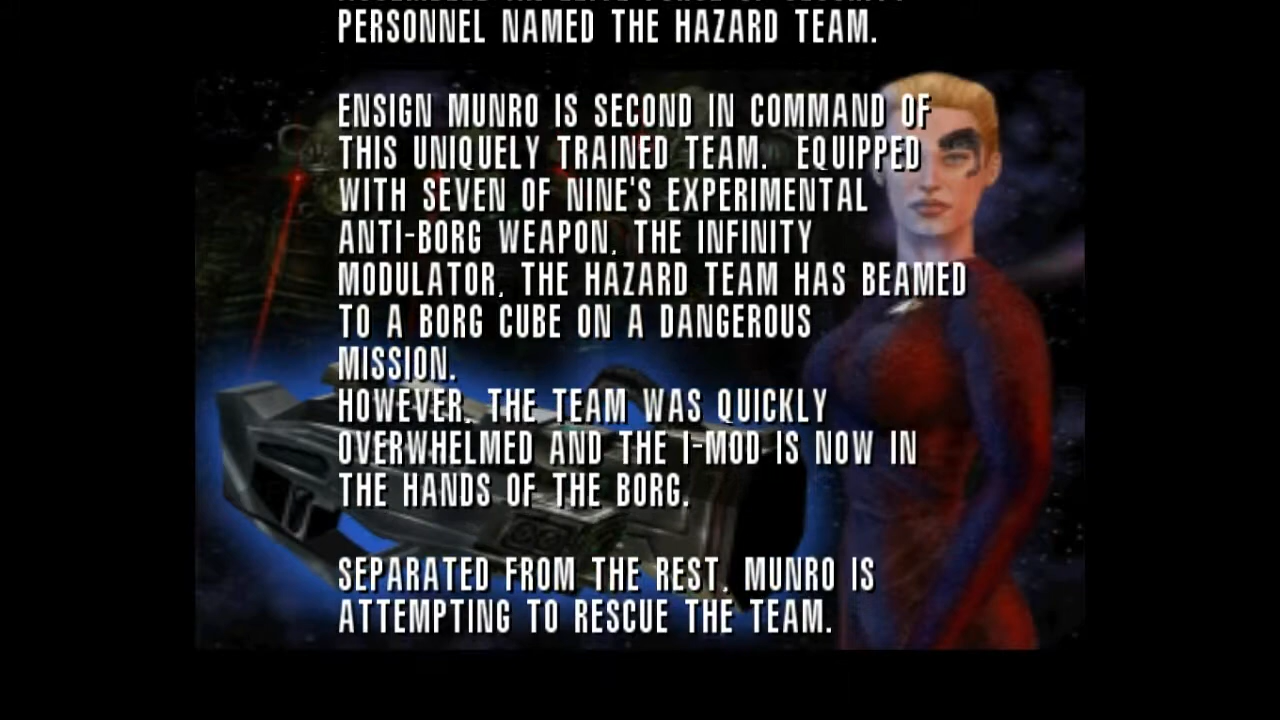 PERSONNEL NAMED THE HAZARD TEAM.
ENSIGN MUNRO IS SECOND IN COMMAND OF
THIS UNIQUELY TRAINED TEAM. EQUIPPED
WITH SEVEN OF NINE'S EXPERIMENTAL
ANTI-BORG WEAPON, THE INFINITY
MODULATOR, THE HAZARD TEAM HAS BEAMED
TO A BORG CUBE ON A DANGEROUS
MISSION.
HOWEVER, THE TEAM WAS QUICKLY
OVERWHELMED AND THE I-MOD IS NOW IN
THE HANDS OF THE BORG.
SEPARATED FROM THE REST, MUNRO IS
ATTEMPTING TO RESCUE THE TEAM.